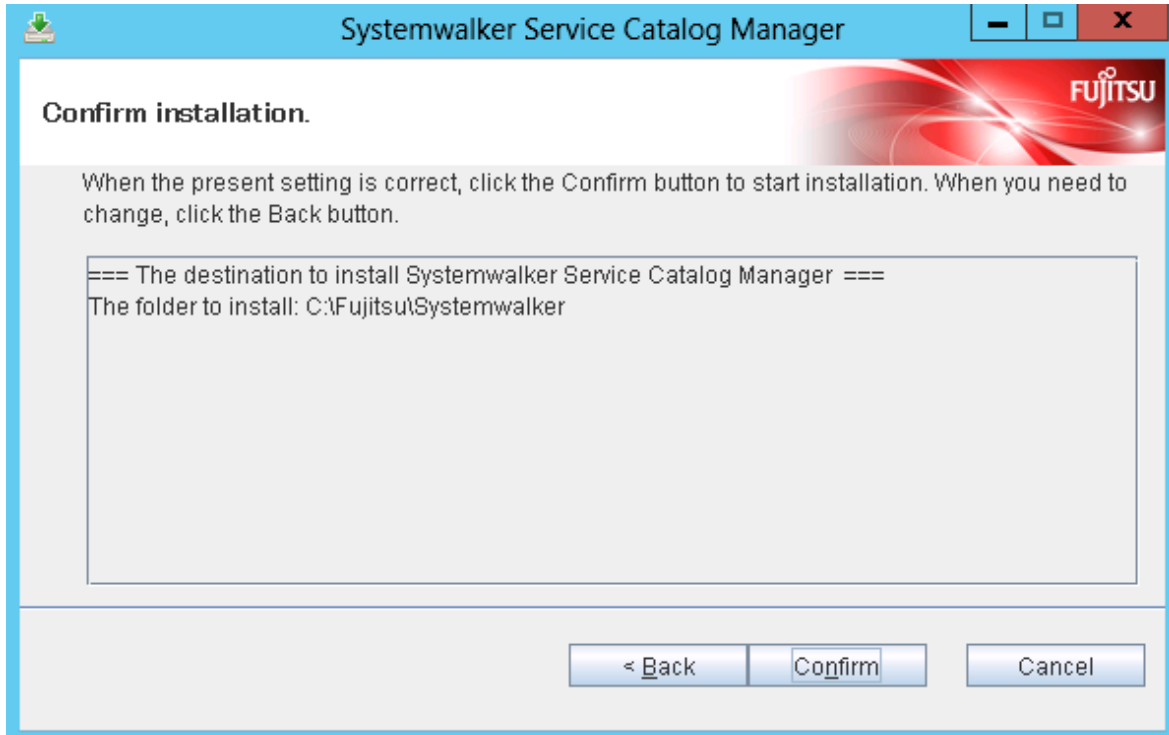 Systemwalker Service Catalog Manager
FUJITSU
Confirm installation.
When the present setting is correct, click the Confirm button to start installation. When you need to
change, click the Back button.
=== The destination to install Systemwalker Service Catalog Manager ===
The folder to install: C:\Fujitsu\Systemwalker
< Back
Confirm
Cancel